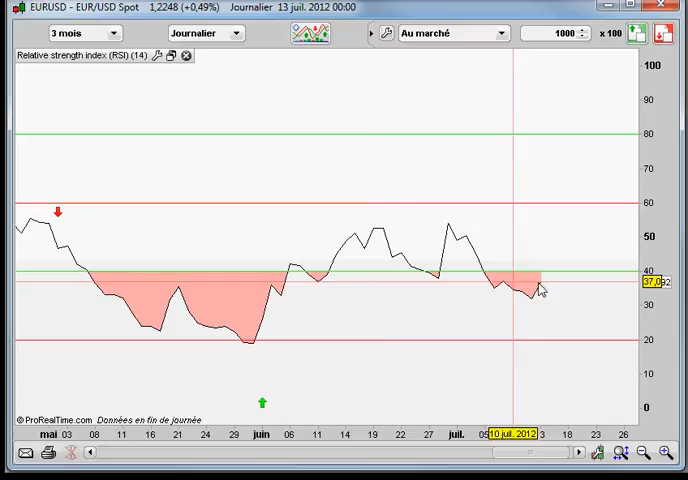 EURUSD - EUR/USD Spot 1,2248 (+0,49%) Journalier 13 juil. 2012 00:00
3 mois Journalier Au marché 1000 x 100
Relative strength index (RSI) (14)
100
90
80
70
60
50
40
37,0
30
20
10
0
© ProRealTime.com Données en fin de journée
mai 03 08 11 16 21 24 29 juin 06 11 14 19 22 27 juil. 05 10 juil. 2012 3 18 23 26